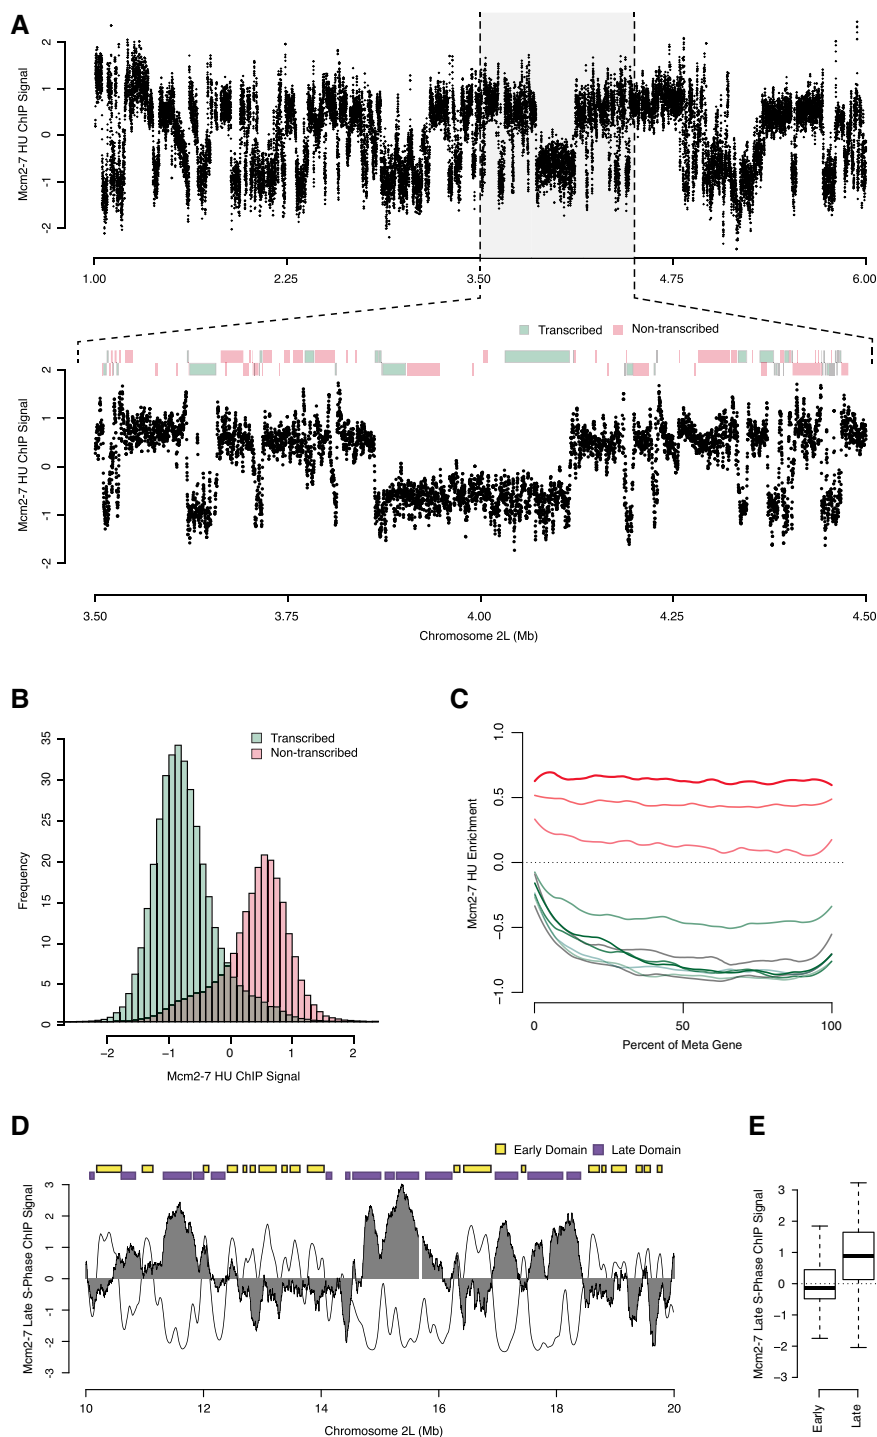 A
Mcm2-7 HU ChIP Signal
2
1
0
-1
-2
1.00 2.25 3.50 4.75 6.00
Transcribed Non-transcribed
Mcm2-7 HU ChIP Signal
2
1
0
-1
-2
3.50 3.75 4.00 4.25 4.50
Chromosome 2L (Mb)
B
Transcribed
Non-transcribed
Frequency
35
30
25
20
15
10
5
0
−2 −1 0 1 2
Mcm2-7 HU ChIP Signal
C
Mcm2-7 HU Enrichment
1.0
0.5
0.0
−0.5
−1.0
0 50 100
Percent of Meta Gene
D
Early Domain Late Domain
Mcm2-7 Late S-Phase ChIP Signal
3
2
1
0
-1
-2
-3
10 12 14 16 18 20
Chromosome 2L (Mb)
E
Mcm2-7 Late S-Phase ChIP Signal
3
2
1
0
−1
−2
−3
Early Late